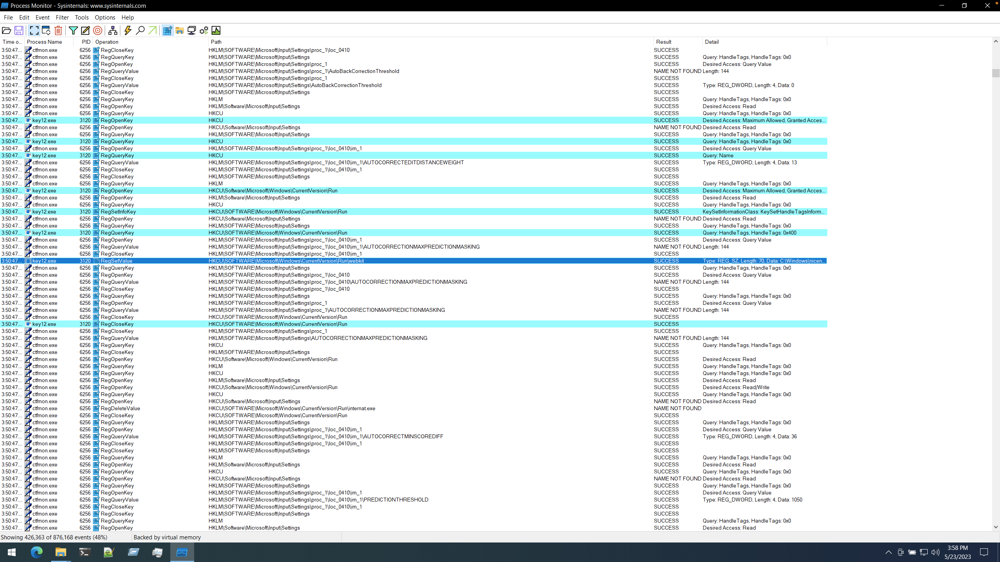 Process Monitor - Sysinternals: www.sysinternals.com
File Edit Event Filter Tools Options Help
Time o... Process Name PID Operation Path Result Detail
3:50:47.... ctfmon.exe 6256 RegCloseKey HKLM\SOFTWARE\Microsoft\Input\Settings\proc_1\loc_0410 SUCCESS
3:50:47.... ctfmon.exe 6256 RegQueryKey HKLM\SOFTWARE\Microsoft\Input\Settings SUCCESS Query: HandleTags, HandleTags: 0x0
3:50:47.... ctfmon.exe 6256 RegOpenKey HKLM\SOFTWARE\Microsoft\Input\Settings\proc_1 SUCCESS Desired Access: Query Value
3:50:47.... ctfmon.exe 6256 RegQueryValue HKLM\SOFTWARE\Microsoft\Input\Settings\proc_1\AutoBackCorrectionThreshold NAME NOT FOUND Length: 144
3:50:47.... ctfmon.exe 6256 RegCloseKey HKLM\SOFTWARE\Microsoft\Input\Settings\proc_1 SUCCESS
3:50:47.... ctfmon.exe 6256 RegQueryValue HKLM\SOFTWARE\Microsoft\Input\Settings\AutoBackCorrectionThreshold SUCCESS Type: REG_DWORD, Length: 4, Data: 0
3:50:47.... ctfmon.exe 6256 RegCloseKey HKLM\SOFTWARE\Microsoft\Input\Settings SUCCESS
3:50:47.... ctfmon.exe 6256 RegQueryKey HKLM SUCCESS Query: HandleTags, HandleTags: 0x0
3:50:47.... ctfmon.exe 6256 RegOpenKey HKLM\Software\Microsoft\Input\Settings SUCCESS Desired Access: Read
3:50:47.... ctfmon.exe 6256 RegQueryKey HKCU SUCCESS Query: HandleTags, HandleTags: 0x0
3:50:47.... key12.exe 3120 RegOpenKey HKCU SUCCESS Desired Access: Maximum Allowed, Granted Acces...
3:50:47.... ctfmon.exe 6256 RegOpenKey HKCU\Software\Microsoft\Input\Settings NAME NOT FOUND Desired Access: Read
3:50:47.... ctfmon.exe 6256 RegQueryKey HKLM\SOFTWARE\Microsoft\Input\Settings SUCCESS Query: HandleTags, HandleTags: 0x0
3:50:47.... key12.exe 3120 RegQueryKey HKCU SUCCESS Query: HandleTags, HandleTags: 0x0
3:50:47.... ctfmon.exe 6256 RegOpenKey HKLM\SOFTWARE\Microsoft\Input\Settings\proc_1\loc_0410\im_1 SUCCESS Desired Access: Query Value
3:50:47.... key12.exe 3120 RegQueryKey HKCU SUCCESS Query: Name
3:50:47.... ctfmon.exe 6256 RegQueryValue HKLM\SOFTWARE\Microsoft\Input\Settings\proc_1\loc_0410\im_1\AUTOCORRECTEDITDISTANCEWEIGHT SUCCESS Type: REG_DWORD, Length: 4, Data: 13
3:50:47.... ctfmon.exe 6256 RegCloseKey HKLM\SOFTWARE\Microsoft\Input\Settings\proc_1\loc_0410\im_1 SUCCESS
3:50:47.... ctfmon.exe 6256 RegCloseKey HKLM\SOFTWARE\Microsoft\Input\Settings SUCCESS
3:50:47.... ctfmon.exe 6256 RegQueryKey HKLM SUCCESS Query: HandleTags, HandleTags: 0x0
3:50:47.... key12.exe 3120 RegOpenKey HKCU\Software\Microsoft\Windows\CurrentVersion\Run SUCCESS Desired Access: Maximum Allowed, Granted Acces...
3:50:47.... ctfmon.exe 6256 RegOpenKey HKLM\Software\Microsoft\Input\Settings SUCCESS Desired Access: Read
3:50:47.... ctfmon.exe 6256 RegQueryKey HKCU SUCCESS Query: HandleTags, HandleTags: 0x0
3:50:47.... key12.exe 3120 RegSetInfoKey HKCU\SOFTWARE\Microsoft\Windows\CurrentVersion\Run SUCCESS KeySetInformationClass: KeySetHandleTagsInform...
3:50:47.... ctfmon.exe 6256 RegOpenKey HKCU\Software\Microsoft\Input\Settings NAME NOT FOUND Desired Access: Read
3:50:47.... ctfmon.exe 6256 RegQueryKey HKLM\SOFTWARE\Microsoft\Input\Settings SUCCESS Query: HandleTags, HandleTags: 0x0
3:50:47.... key12.exe 3120 RegQueryKey HKCU\SOFTWARE\Microsoft\Windows\CurrentVersion\Run SUCCESS Query: HandleTags, HandleTags: 0x400
3:50:47.... ctfmon.exe 6256 RegOpenKey HKLM\SOFTWARE\Microsoft\Input\Settings\proc_1\loc_0410\im_1 SUCCESS Desired Access: Query Value
3:50:47.... ctfmon.exe 6256 RegQueryValue HKLM\SOFTWARE\Microsoft\Input\Settings\proc_1\loc_0410\im_1\AUTOCORRECTIONMAXPREDICTIONMASKING NAME NOT FOUND Length: 144
3:50:47.... ctfmon.exe 6256 RegCloseKey HKLM\SOFTWARE\Microsoft\Input\Settings\proc_1\loc_0410\im_1 SUCCESS
3:50:47.... key12.exe 3120 RegSetValue HKCU\SOFTWARE\Microsoft\Windows\CurrentVersion\Run\webkit SUCCESS Type: REG_SZ, Length: 70, Data: C:\Windows\nicen...
3:50:47.... ctfmon.exe 6256 RegQueryKey HKLM\SOFTWARE\Microsoft\Input\Settings SUCCESS Query: HandleTags, HandleTags: 0x0
3:50:47.... ctfmon.exe 6256 RegOpenKey HKLM\SOFTWARE\Microsoft\Input\Settings\proc_1\loc_0410 SUCCESS Desired Access: Query Value
3:50:47.... ctfmon.exe 6256 RegQueryValue HKLM\SOFTWARE\Microsoft\Input\Settings\proc_1\loc_0410\AUTOCORRECTIONMAXPREDICTIONMASKING NAME NOT FOUND Length: 144
3:50:47.... ctfmon.exe 6256 RegCloseKey HKLM\SOFTWARE\Microsoft\Input\Settings\proc_1\loc_0410 SUCCESS
3:50:47.... ctfmon.exe 6256 RegQueryKey HKLM\SOFTWARE\Microsoft\Input\Settings SUCCESS Query: HandleTags, HandleTags: 0x0
3:50:47.... ctfmon.exe 6256 RegOpenKey HKLM\SOFTWARE\Microsoft\Input\Settings\proc_1 SUCCESS Desired Access: Query Value
3:50:47.... ctfmon.exe 6256 RegQueryValue HKLM\SOFTWARE\Microsoft\Input\Settings\proc_1\AUTOCORRECTIONMAXPREDICTIONMASKING NAME NOT FOUND Length: 144
3:50:47.... ctfmon.exe 6256 RegCloseKey HKCU\SOFTWARE\Microsoft\Windows\CurrentVersion\Run SUCCESS
3:50:47.... key12.exe 3120 RegCloseKey HKCU\SOFTWARE\Microsoft\Windows\CurrentVersion\Run SUCCESS
3:50:47.... ctfmon.exe 6256 RegCloseKey HKLM\SOFTWARE\Microsoft\Input\Settings\proc_1 SUCCESS
3:50:47.... ctfmon.exe 6256 RegQueryValue HKLM\SOFTWARE\Microsoft\Input\Settings\AUTOCORRECTIONMAXPREDICTIONMASKING NAME NOT FOUND Length: 144
3:50:47.... ctfmon.exe 6256 RegQueryKey HKCU SUCCESS Query: HandleTags, HandleTags: 0x0
3:50:47.... ctfmon.exe 6256 RegCloseKey HKLM\SOFTWARE\Microsoft\Input\Settings SUCCESS
3:50:47.... ctfmon.exe 6256 RegOpenKey HKCU\Software\Microsoft\Windows\CurrentVersion\Run SUCCESS Desired Access: Read
3:50:47.... ctfmon.exe 6256 RegQueryKey HKLM SUCCESS Query: HandleTags, HandleTags: 0x0
3:50:47.... ctfmon.exe 6256 RegQueryKey HKCU SUCCESS Query: HandleTags, HandleTags: 0x0
3:50:47.... ctfmon.exe 6256 RegOpenKey HKLM\Software\Microsoft\Input\Settings SUCCESS Desired Access: Read
3:50:47.... ctfmon.exe 6256 RegOpenKey HKCU\Software\Microsoft\Windows\CurrentVersion\Run SUCCESS Desired Access: Read/Write
3:50:47.... ctfmon.exe 6256 RegQueryKey HKCU SUCCESS Query: HandleTags, HandleTags: 0x0
3:50:47.... ctfmon.exe 6256 RegOpenKey HKCU\Software\Microsoft\Input\Settings NAME NOT FOUND Desired Access: Read
3:50:47.... ctfmon.exe 6256 RegDeleteValue HKCU\SOFTWARE\Microsoft\Windows\CurrentVersion\Run\internat.exe NAME NOT FOUND
3:50:47.... ctfmon.exe 6256 RegCloseKey HKCU\SOFTWARE\Microsoft\Windows\CurrentVersion\Run SUCCESS
3:50:47.... ctfmon.exe 6256 RegQueryKey HKLM\SOFTWARE\Microsoft\Input\Settings SUCCESS Query: HandleTags, HandleTags: 0x0
3:50:47.... ctfmon.exe 6256 RegOpenKey HKLM\SOFTWARE\Microsoft\Input\Settings\proc_1\loc_0410\im_1 SUCCESS Desired Access: Query Value
3:50:47.... ctfmon.exe 6256 RegQueryValue HKLM\SOFTWARE\Microsoft\Input\Settings\proc_1\loc_0410\im_1\AUTOCORRECTMINSCOREDIFF SUCCESS Type: REG_DWORD, Length: 4, Data: 36
3:50:47.... ctfmon.exe 6256 RegCloseKey HKLM\SOFTWARE\Microsoft\Input\Settings\proc_1\loc_0410\im_1 SUCCESS
3:50:47.... ctfmon.exe 6256 RegCloseKey HKLM\SOFTWARE\Microsoft\Input\Settings SUCCESS
3:50:47.... ctfmon.exe 6256 RegQueryKey HKLM SUCCESS Query: HandleTags, HandleTags: 0x0
3:50:47.... ctfmon.exe 6256 RegOpenKey HKLM\Software\Microsoft\Input\Settings SUCCESS Desired Access: Read
3:50:47.... ctfmon.exe 6256 RegQueryKey HKCU SUCCESS Query: HandleTags, HandleTags: 0x0
3:50:47.... ctfmon.exe 6256 RegOpenKey HKCU\Software\Microsoft\Input\Settings NAME NOT FOUND Desired Access: Read
3:50:47.... ctfmon.exe 6256 RegQueryKey HKLM\SOFTWARE\Microsoft\Input\Settings SUCCESS Query: HandleTags, HandleTags: 0x0
3:50:47.... ctfmon.exe 6256 RegOpenKey HKLM\SOFTWARE\Microsoft\Input\Settings\proc_1\loc_0410\im_1 SUCCESS Desired Access: Query Value
3:50:47.... ctfmon.exe 6256 RegQueryValue HKLM\SOFTWARE\Microsoft\Input\Settings\proc_1\loc_0410\im_1\PREDICTIONTHRESHOLD SUCCESS Type: REG_DWORD, Length: 4, Data: 1050
3:50:47.... ctfmon.exe 6256 RegCloseKey HKLM\SOFTWARE\Microsoft\Input\Settings\proc_1\loc_0410\im_1 SUCCESS
3:50:47.... ctfmon.exe 6256 RegCloseKey HKLM\SOFTWARE\Microsoft\Input\Settings SUCCESS
3:50:47.... ctfmon.exe 6256 RegQueryKey HKLM SUCCESS Query: HandleTags, HandleTags: 0x0
3:50:47.... ctfmon.exe 6256 RegOpenKey HKLM\Software\Microsoft\Input\Settings SUCCESS Desired Access: Read
Showing 426,363 of 876,168 events (48%) Backed by virtual memory
3:58 PM
5/23/2023